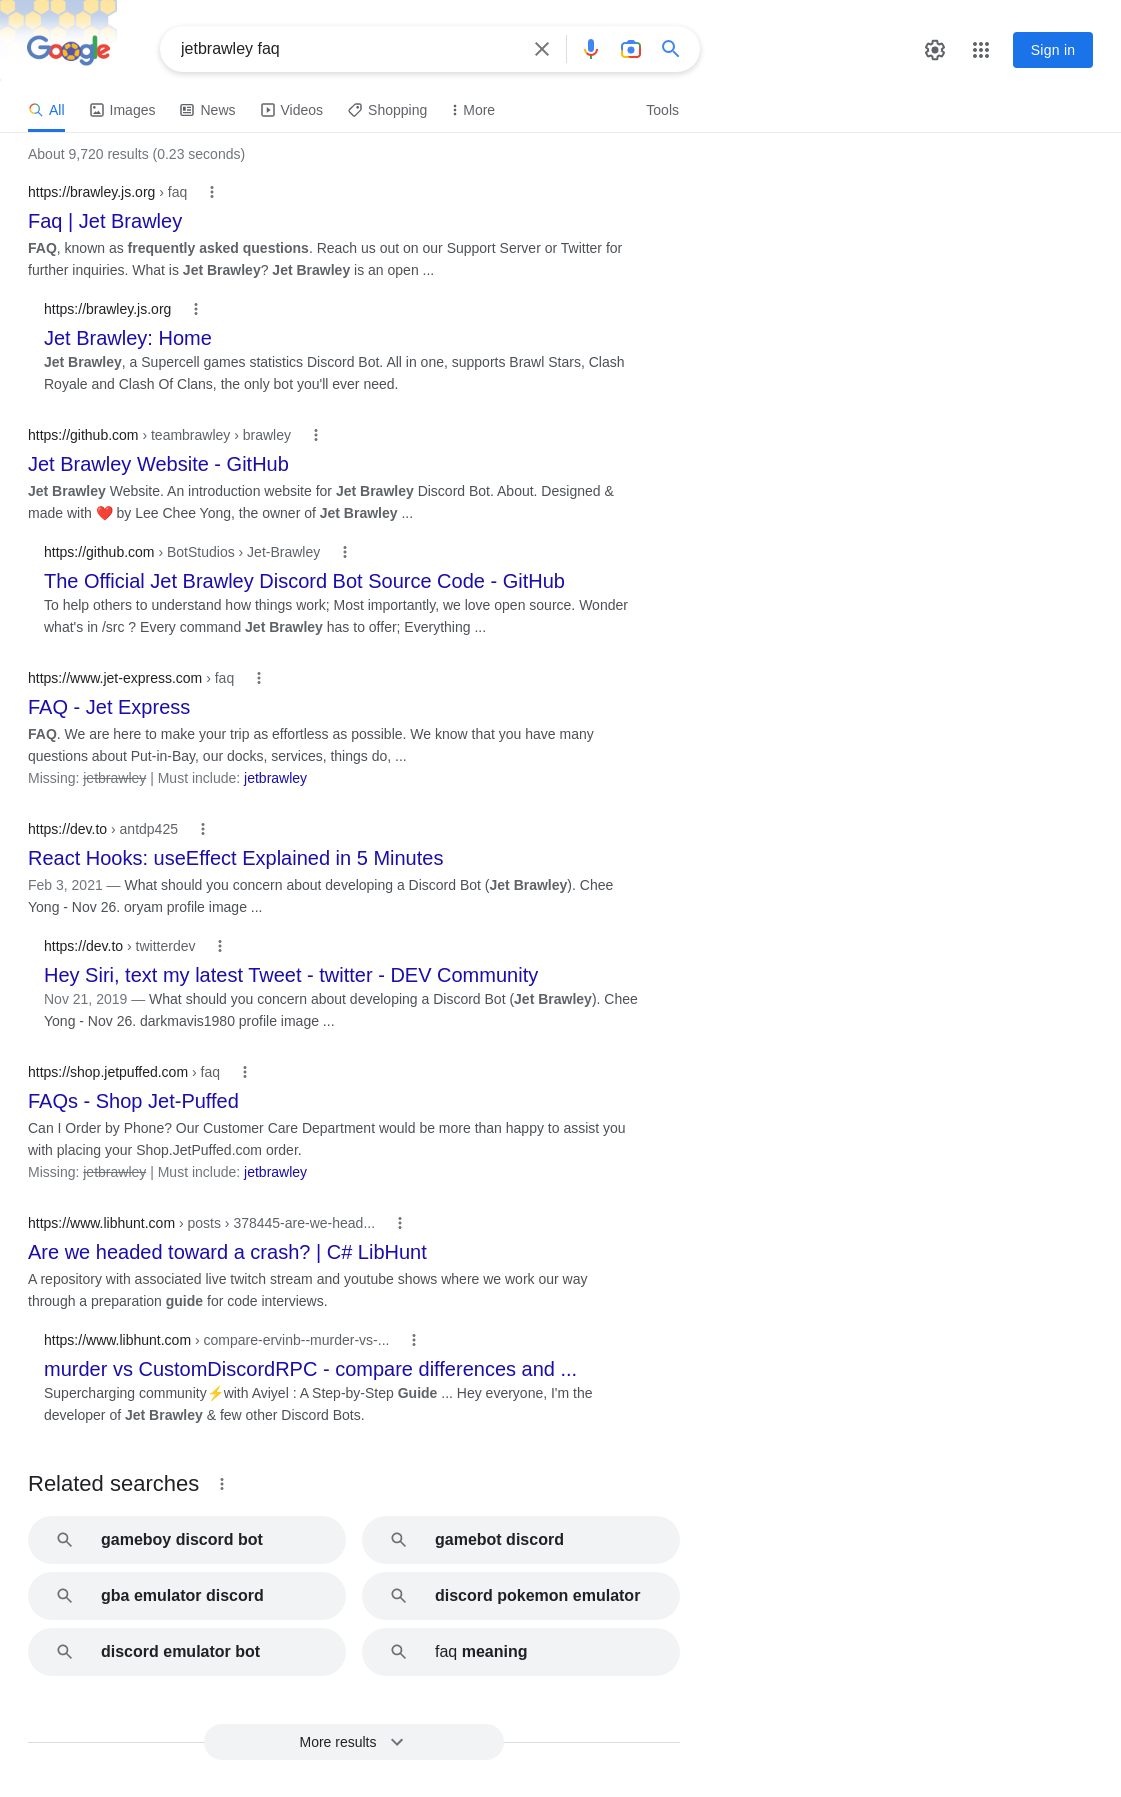 Google
jetbrawley faq
Sign in
All Images News Videos Shopping More Tools
About 9,720 results (0.23 seconds)
https://brawley.js.org › faq
Faq | Jet Brawley
FAQ, known as frequently asked questions. Reach us out on our Support Server or Twitter for
further inquiries. What is Jet Brawley? Jet Brawley is an open ...
https://brawley.js.org
Jet Brawley: Home
Jet Brawley, a Supercell games statistics Discord Bot. All in one, supports Brawl Stars, Clash
Royale and Clash Of Clans, the only bot you'll ever need.
https://github.com › teambrawley › brawley
Jet Brawley Website - GitHub
Jet Brawley Website. An introduction website for Jet Brawley Discord Bot. About. Designed &
made with ❤️ by Lee Chee Yong, the owner of Jet Brawley ...
https://github.com › BotStudios › Jet-Brawley
The Official Jet Brawley Discord Bot Source Code - GitHub
To help others to understand how things work; Most importantly, we love open source. Wonder
what's in /src ? Every command Jet Brawley has to offer; Everything ...
https://www.jet-express.com › faq
FAQ - Jet Express
FAQ. We are here to make your trip as effortless as possible. We know that you have many
questions about Put-in-Bay, our docks, services, things do, ...
Missing: jetbrawley | Must include: jetbrawley
https://dev.to › antdp425
React Hooks: useEffect Explained in 5 Minutes
Feb 3, 2021 — What should you concern about developing a Discord Bot (Jet Brawley). Chee
Yong - Nov 26. oryam profile image ...
https://dev.to › twitterdev
Hey Siri, text my latest Tweet - twitter - DEV Community
Nov 21, 2019 — What should you concern about developing a Discord Bot (Jet Brawley). Chee
Yong - Nov 26. darkmavis1980 profile image ...
https://shop.jetpuffed.com › faq
FAQs - Shop Jet-Puffed
Can I Order by Phone? Our Customer Care Department would be more than happy to assist you
with placing your Shop.JetPuffed.com order.
Missing: jetbrawley | Must include: jetbrawley
https://www.libhunt.com › posts › 378445-are-we-head...
Are we headed toward a crash? | C# LibHunt
A repository with associated live twitch stream and youtube shows where we work our way
through a preparation guide for code interviews.
https://www.libhunt.com › compare-ervinb--murder-vs-...
murder vs CustomDiscordRPC - compare differences and ...
Supercharging community⚡with Aviyel : A Step-by-Step Guide ... Hey everyone, I'm the
developer of Jet Brawley & few other Discord Bots.
Related searches
gameboy discord bot
gamebot discord
gba emulator discord
discord pokemon emulator
discord emulator bot
faq meaning
More results